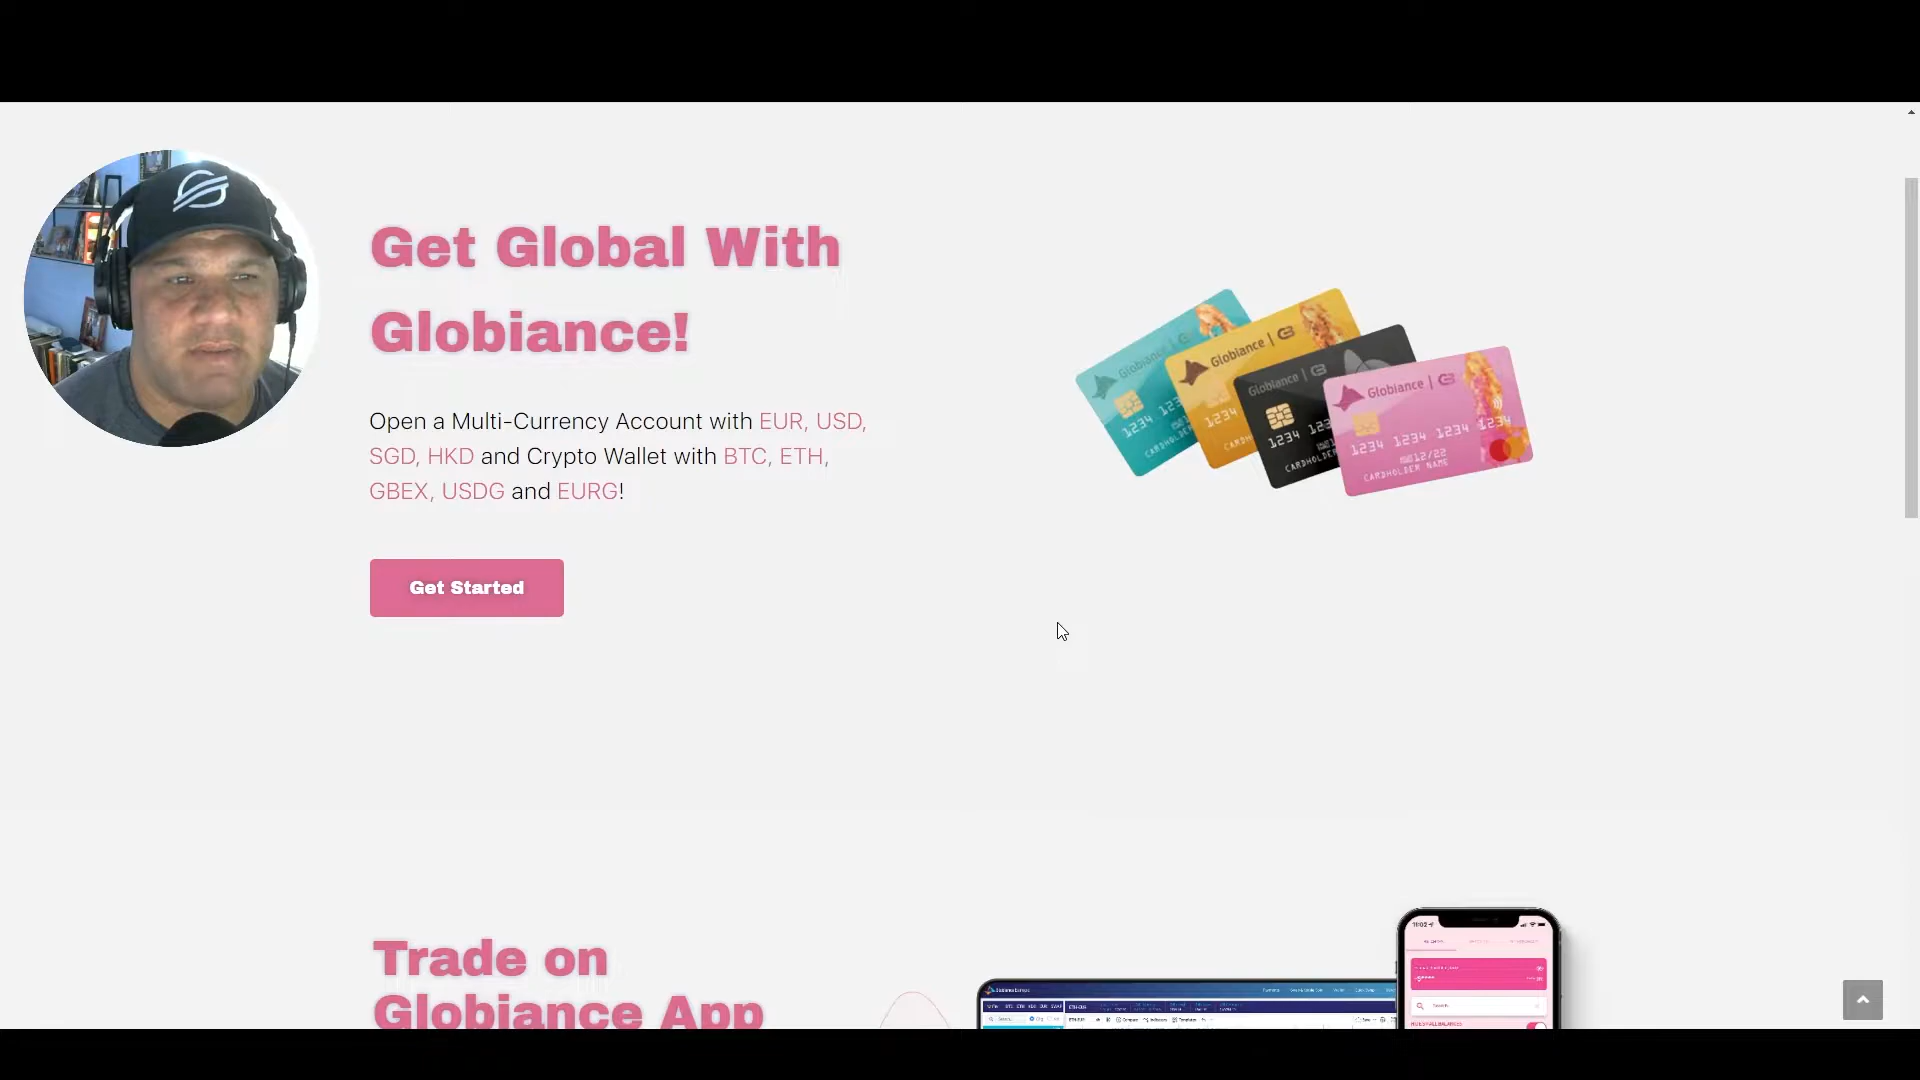 Get Global With
Globiance!
Open a Multi-Currency Account with EUR, USD,
SGD, HKD and Crypto Wallet with BTC, ETH,
GBEX, USDG and EURG!
Get Started
Globiance
Globiance
Globiance
Globiance
1234 1234 1234 1234
12/22
CARDHOLDER NAME
Trade on
Globiance App
11:02